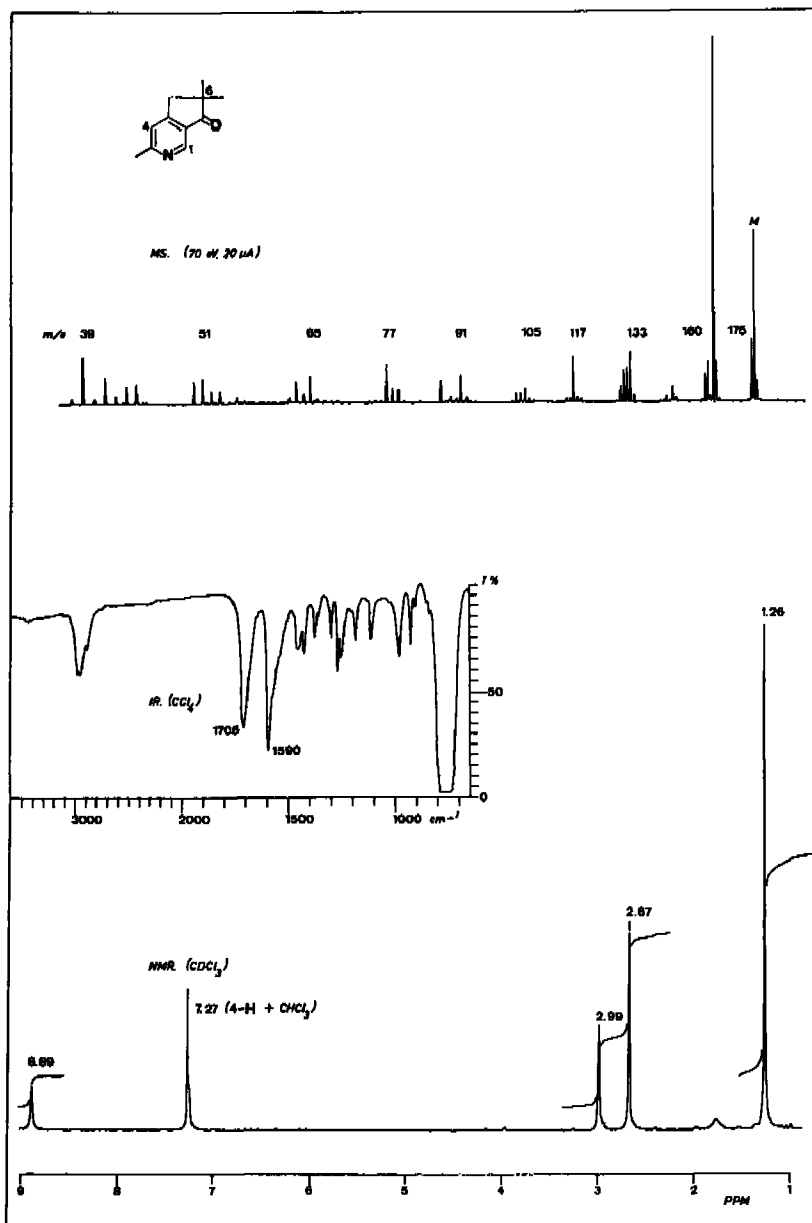 6
4
O
N
1
MS. (70 eV, 20 μA)
M
m/e 39 51 65 77 91 105 117 133 160 175
T %
50
0
IR. (CCl4)
1705
1590
3000 2000 1500 1000 cm-1
1.26
2.67
2.99
NMR. (CDCl3)
7.27 (4-H + CHCl3)
8.89
9 8 7 6 5 4 3 2 1
PPM